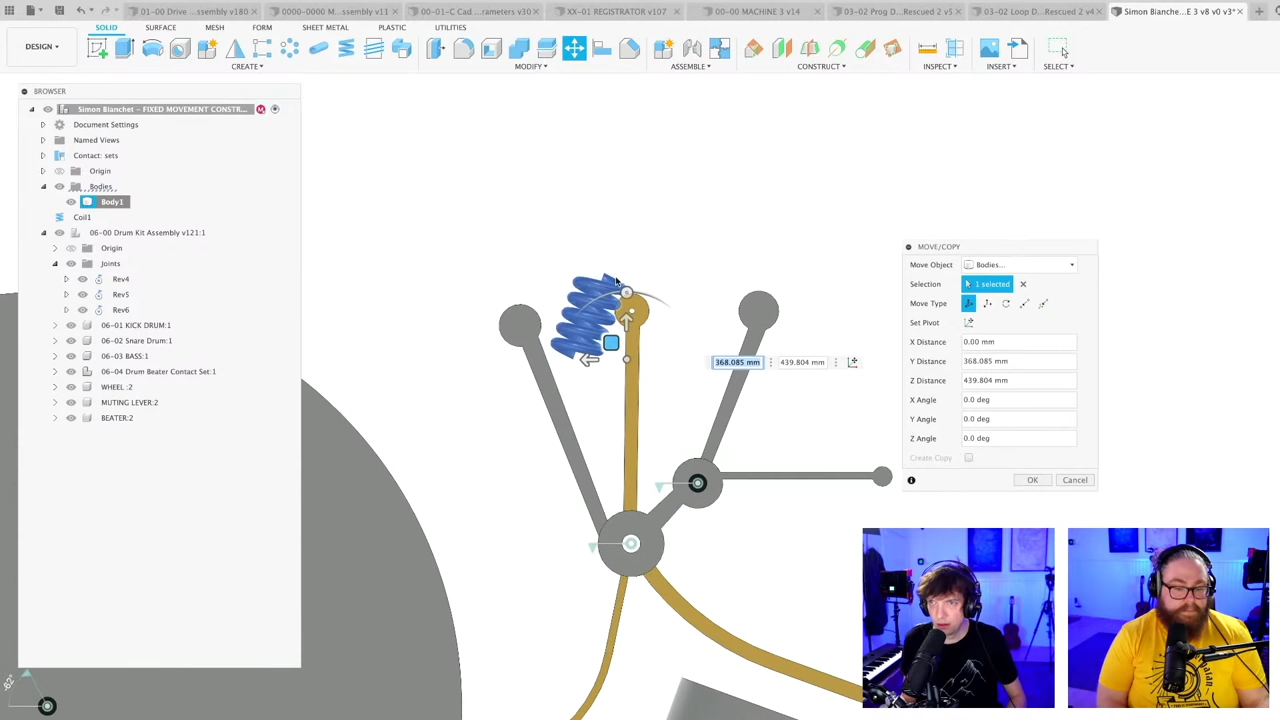 01–00 Drive ...ssembly v180
0000–0000 M...ssembly v11
00–01–C Cad ...rameters v30
XX–01 REGISTRATOR v107
00–00 MACHINE 3 v14
03–02 Prog D...Rescued 2 v5
03–02 Loop D...Rescued 2 v4
Simon Bianche...E 3 v8 v0 v3*
SOLID
SURFACE
MESH
FORM
SHEET METAL
PLASTIC
UTILITIES
DESIGN
CREATE
MODIFY
ASSEMBLE
CONSTRUCT
INSPECT
INSERT
SELECT
BROWSER
Simon Bianchet – FIXED MOVEMENT CONSTR...
M
Document Settings
Named Views
Contact: sets
Origin
Bodies
Body1
Coil1
06-00 Drum Kit Assembly v121:1
Origin
Joints
Rev4
Rev5
Rev6
06-01 KICK DRUM:1
06-02 Snare Drum:1
06-03 BASS:1
06-04 Drum Beater Contact Set:1
WHEEL :2
MUTING LEVER:2
BEATER:2
368.085 mm
439.804 mm
MOVE/COPY
Move Object
Bodies...
Selection
1 selected
Move Type
Set Pivot
X Distance
0.00 mm
Y Distance
368.085 mm
Z Distance
439.804 mm
X Angle
0.0 deg
Y Angle
0.0 deg
Z Angle
0.0 deg
Create Copy
OK
Cancel